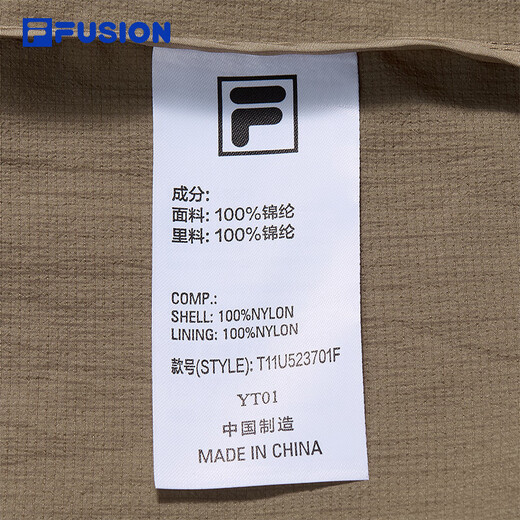 FUSION
成分:
面料: 100%锦纶
里料: 100%锦纶
COMP.:
SHELL: 100%NYLON
LINING: 100%NYLON
款号(STYLE): T11U523701F
YT01
中国制造
MADE IN CHINA